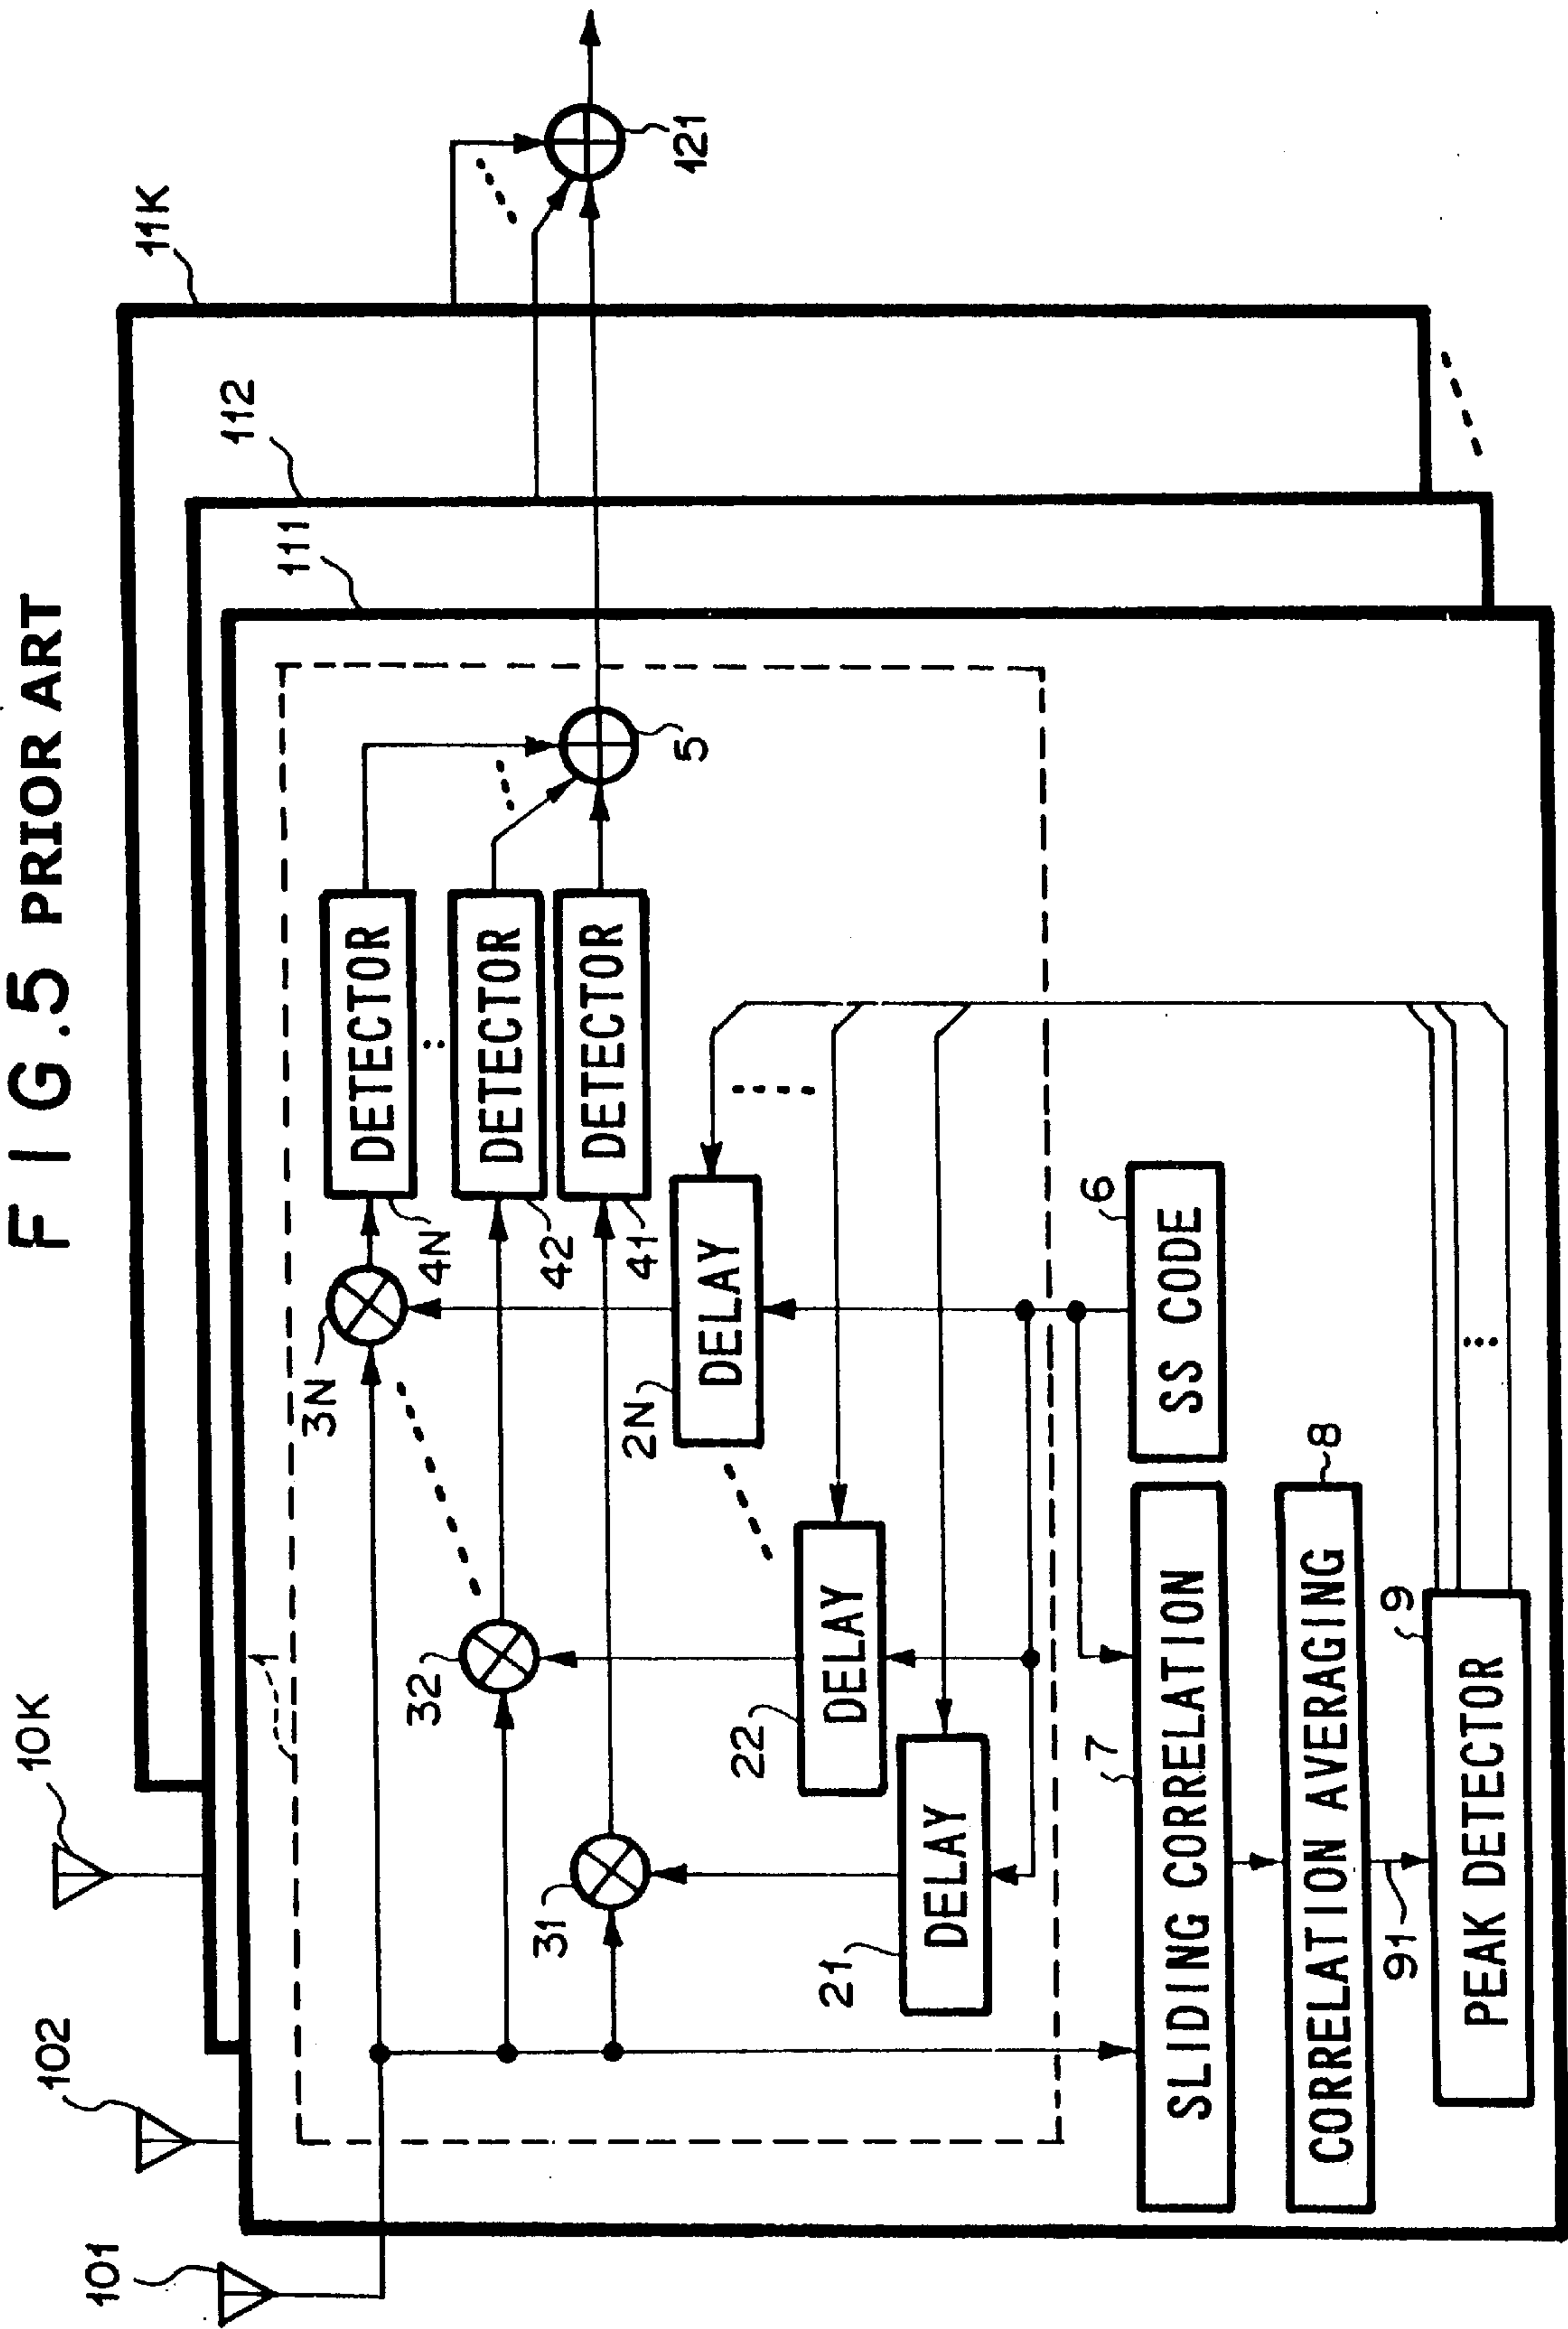 FIG.5 PRIOR ART
11K
112
111
10K
102
101
1
3N
4N
DETECTOR
32
42
DETECTOR
31
41
DETECTOR
5
121
2N
DELAY
22
DELAY
21
DELAY
6
SS CODE
7
SLIDING CORRELATION
8
CORRELATION AVERAGING
91
9
PEAK DETECTOR